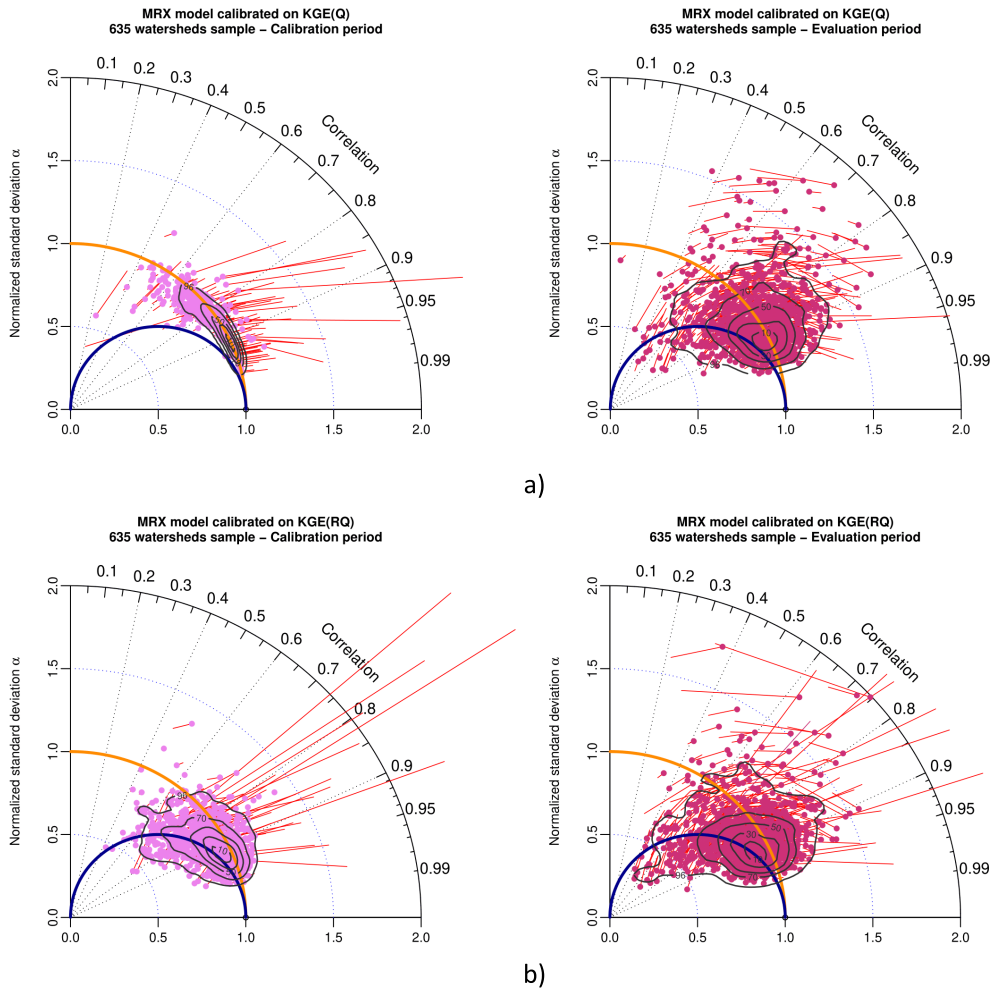 MRX model calibrated on KGE(Q)
635 watersheds sample – Calibration period
Normalized standard deviation α
Correlation
0.0 0.5 1.0 1.5 2.0
0.1 0.2 0.3 0.4 0.5 0.6 0.7 0.8 0.9 0.95 0.99
96
0.0 0.5 1.0 1.5 2.0
MRX model calibrated on KGE(Q)
635 watersheds sample – Evaluation period
Normalized standard deviation α
Correlation
0.0 0.5 1.0 1.5 2.0
0.1 0.2 0.3 0.4 0.5 0.6 0.7 0.8 0.9 0.95 0.99
50
10
0.0 0.5 1.0 1.5 2.0
a)
MRX model calibrated on KGE(RQ)
635 watersheds sample – Calibration period
Normalized standard deviation α
Correlation
0.0 0.5 1.0 1.5 2.0
0.1 0.2 0.3 0.4 0.5 0.6 0.7 0.8 0.9 0.95 0.99
96
70
10
0.0 0.5 1.0 1.5 2.0
MRX model calibrated on KGE(RQ)
635 watersheds sample – Evaluation period
Normalized standard deviation α
Correlation
0.0 0.5 1.0 1.5 2.0
0.1 0.2 0.3 0.4 0.5 0.6 0.7 0.8 0.9 0.95 0.99
50
30
70
96
0.0 0.5 1.0 1.5 2.0
b)